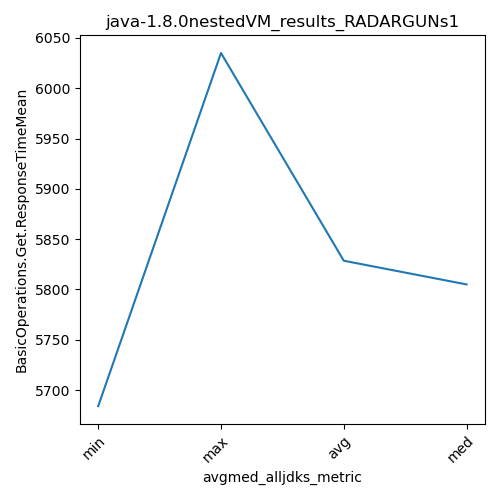 java-1.8.0nestedVM_results_RADARGUNs1
BasicOperations.Get.ResponseTimeMean
6050
6000
5950
5900
5850
5800
5750
5700
min
max
avg
med
avgmed_alljdks_metric